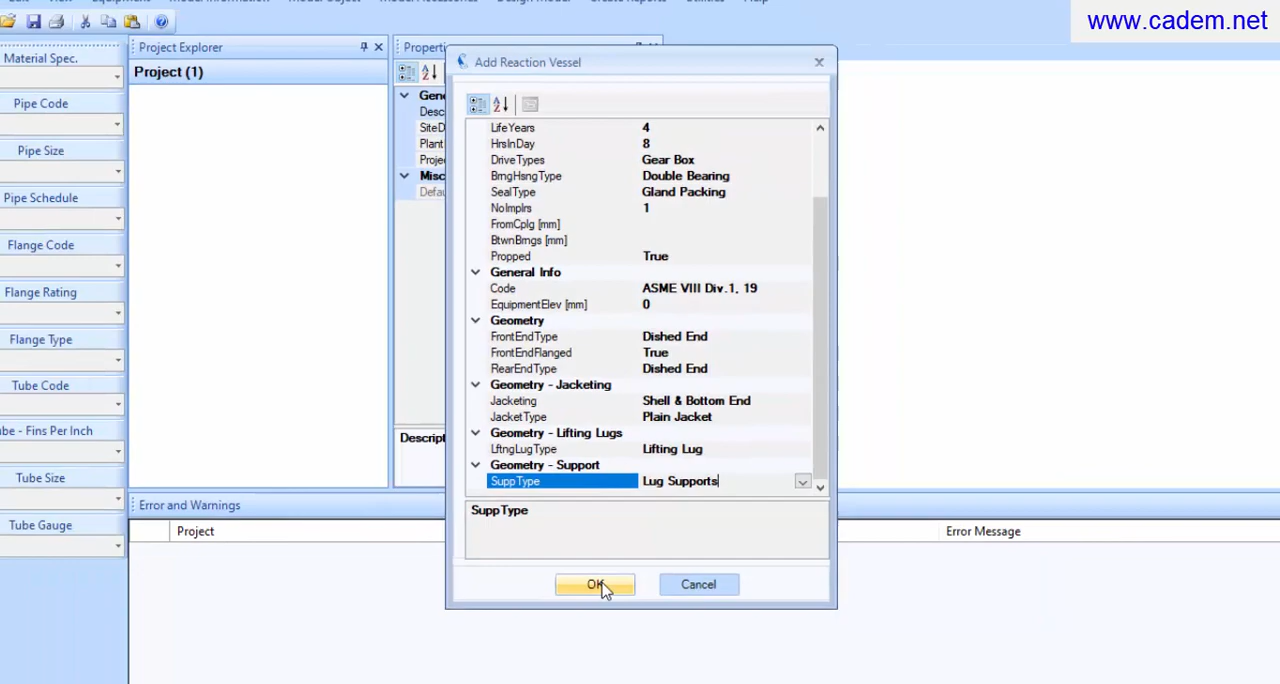 www.cadem.net
Material Spec.
Pipe Code
Pipe Size
Pipe Schedule
Flange Code
Flange Rating
Flange Type
Tube Code
Fins Per Inch
Tube Size
Tube Gauge
Project Explorer
Project (1)
Add Reaction Vessel
LifeYears 4
HrsInDay 8
DriveTypes Gear Box
BrngHsngType Double Bearing
SealType Gland Packing
NoImplrs 1
FromCplg [mm]
BtwnBrngs [mm]
Propped True
General Info
Code ASME VIII Div.1, 19
EquipmentElev [mm] 0
Geometry
FrontEndType Dished End
FrontEndFlanged True
RearEndType Dished End
Geometry - Jacketing
Jacketing Shell & Bottom End
JacketType Plain Jacket
Geometry - Lifting Lugs
LftngLugType Lifting Lug
Geometry - Support
SuppType Lug Supports
SuppType
OK Cancel
Error and Warnings
Project Error Message